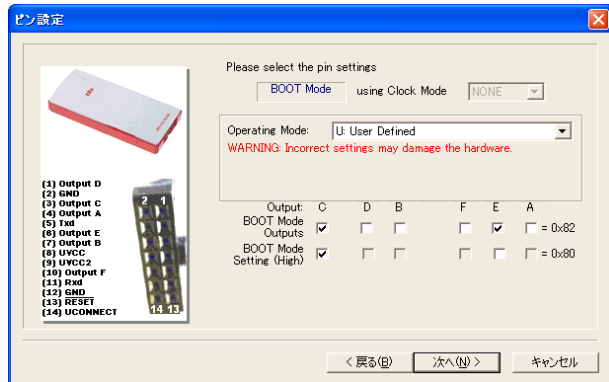 ピン設定
Please select the pin settings
BOOT Mode using Clock Mode NONE
Operating Mode: U: User Defined
WARNING: Incorrect settings may damage the hardware.
(1) Output D
(2) GND
(3) Output C
(4) Output A
(5) Txd
(6) Output E
(7) Output B
(8) UVCC
(9) UVCC2
(10) Output F
(11) Rxd
(12) GND
(13) RESET
(14) UCONNECT
2 1
14 13
Output: C D B F E A
BOOT Mode Outputs = 0x82
BOOT Mode Setting (High) = 0x80
< 戻る(B) 次へ(N) > キャンセル